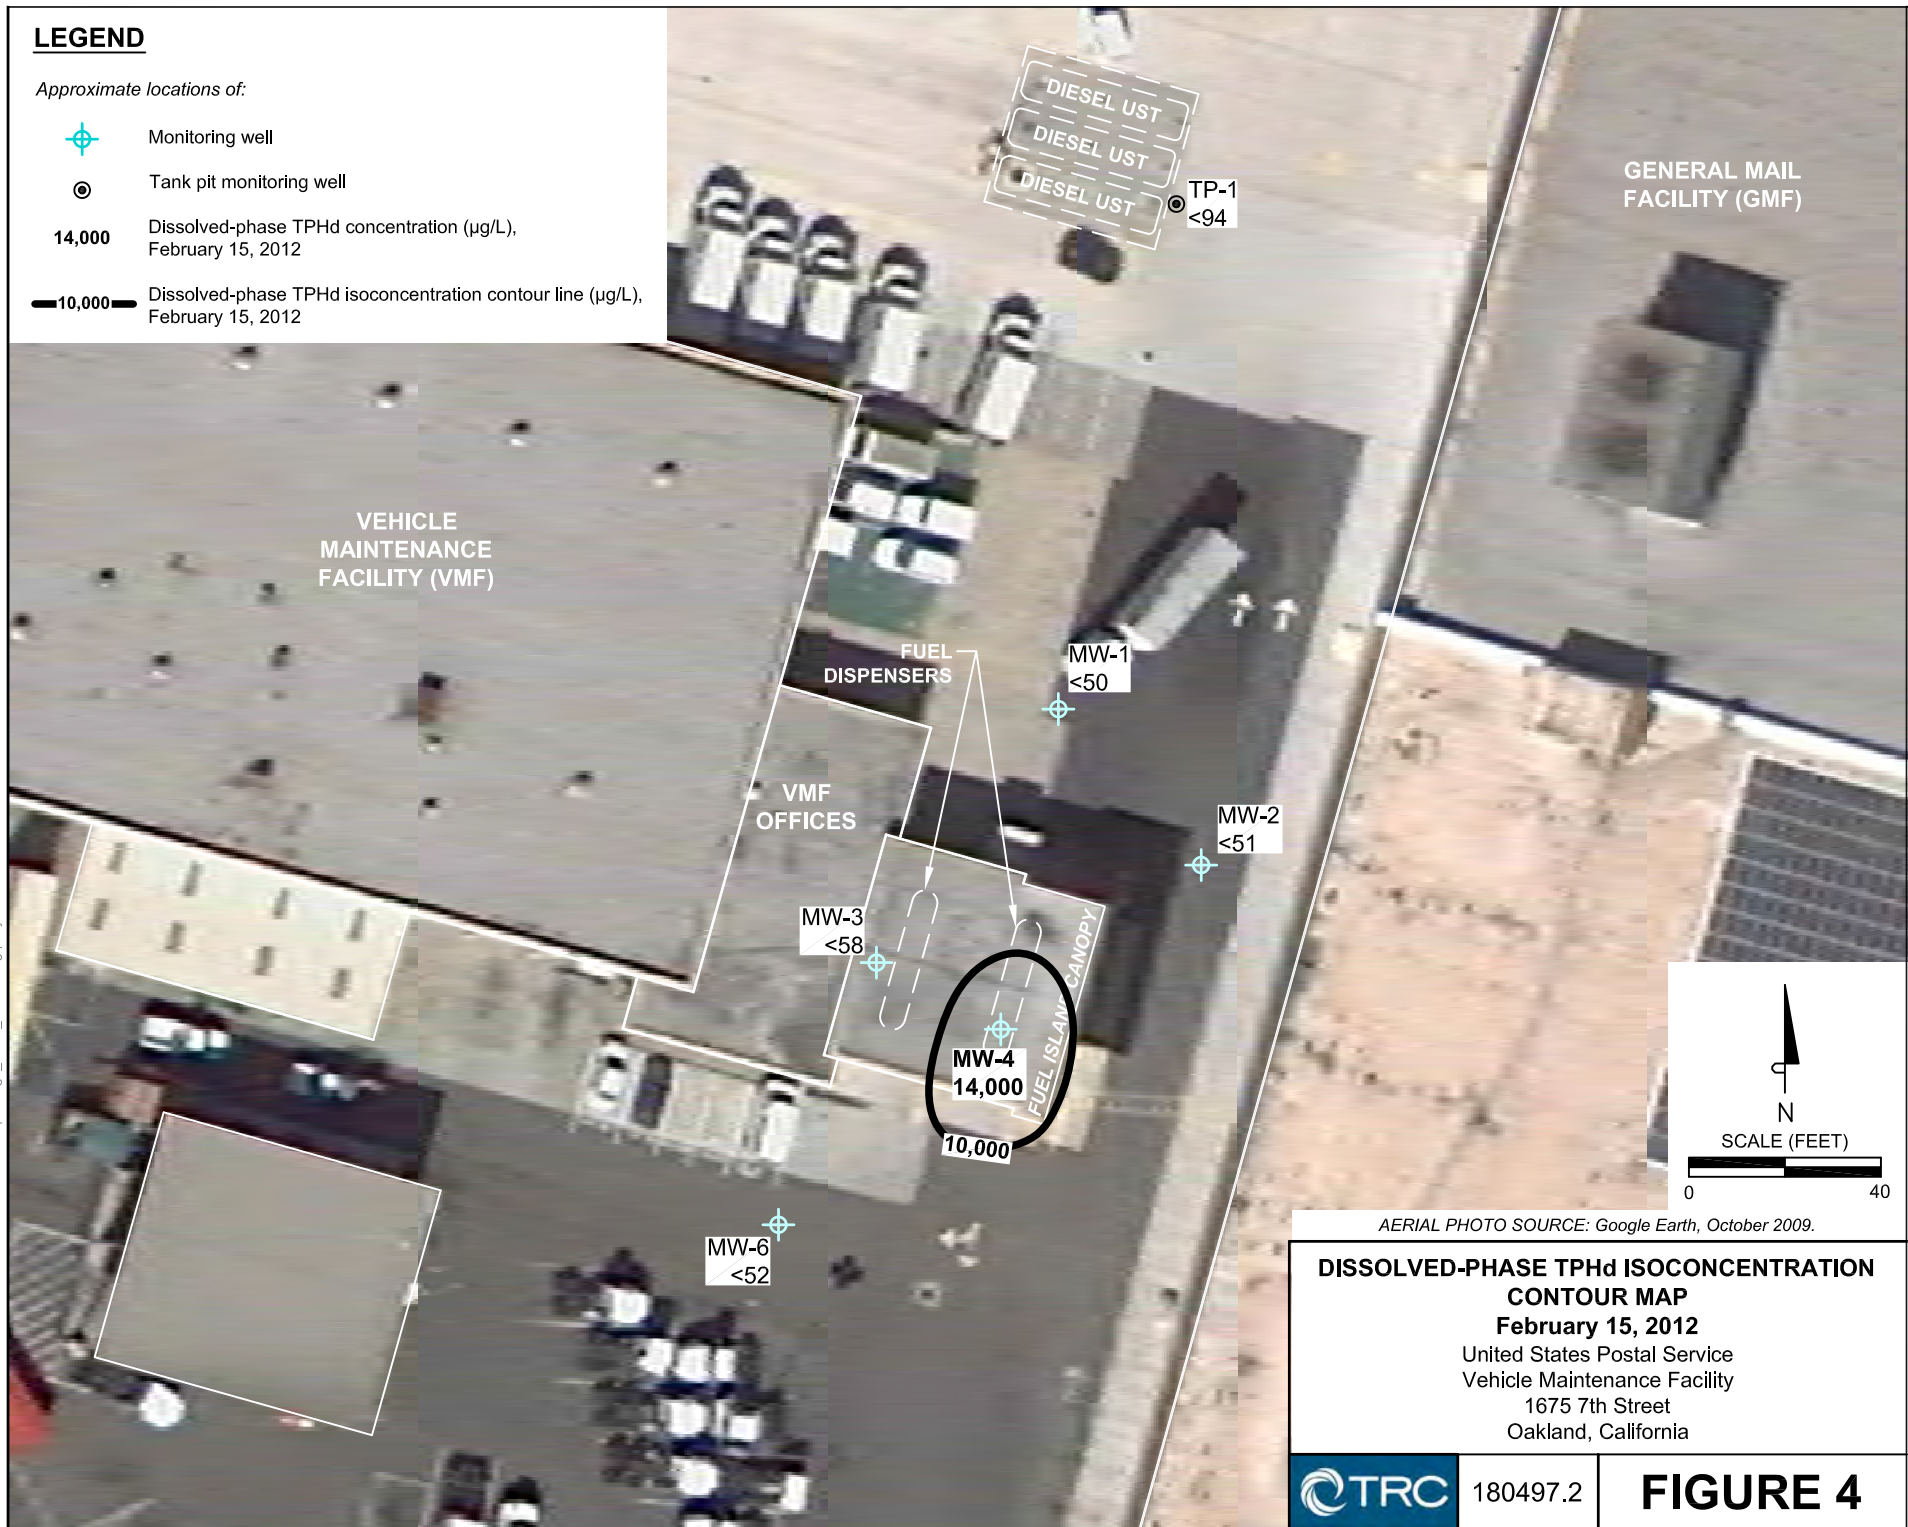 LEGEND
Approximate locations of:
Monitoring well
Tank pit monitoring well
14,000
Dissolved-phase TPHd concentration (µg/L),
February 15, 2012
10,000
Dissolved-phase TPHd isoconcentration contour line (µg/L),
February 15, 2012
DIESEL UST
DIESEL UST
DIESEL UST
TP-1
<94
GENERAL MAIL
FACILITY (GMF)
VEHICLE
MAINTENANCE
FACILITY (VMF)
FUEL
DISPENSERS
MW-1
<50
VMF
OFFICES
MW-2
<51
MW-3
<58
FUEL ISLAND CANOPY
MW-4
14,000
10,000
MW-6
<52
N
SCALE (FEET)
0 40
AERIAL PHOTO SOURCE: Google Earth, October 2009.
DISSOLVED-PHASE TPHd ISOCONCENTRATION
CONTOUR MAP
February 15, 2012
United States Postal Service
Vehicle Maintenance Facility
1675 7th Street
Oakland, California
TRC
180497.2
FIGURE 4